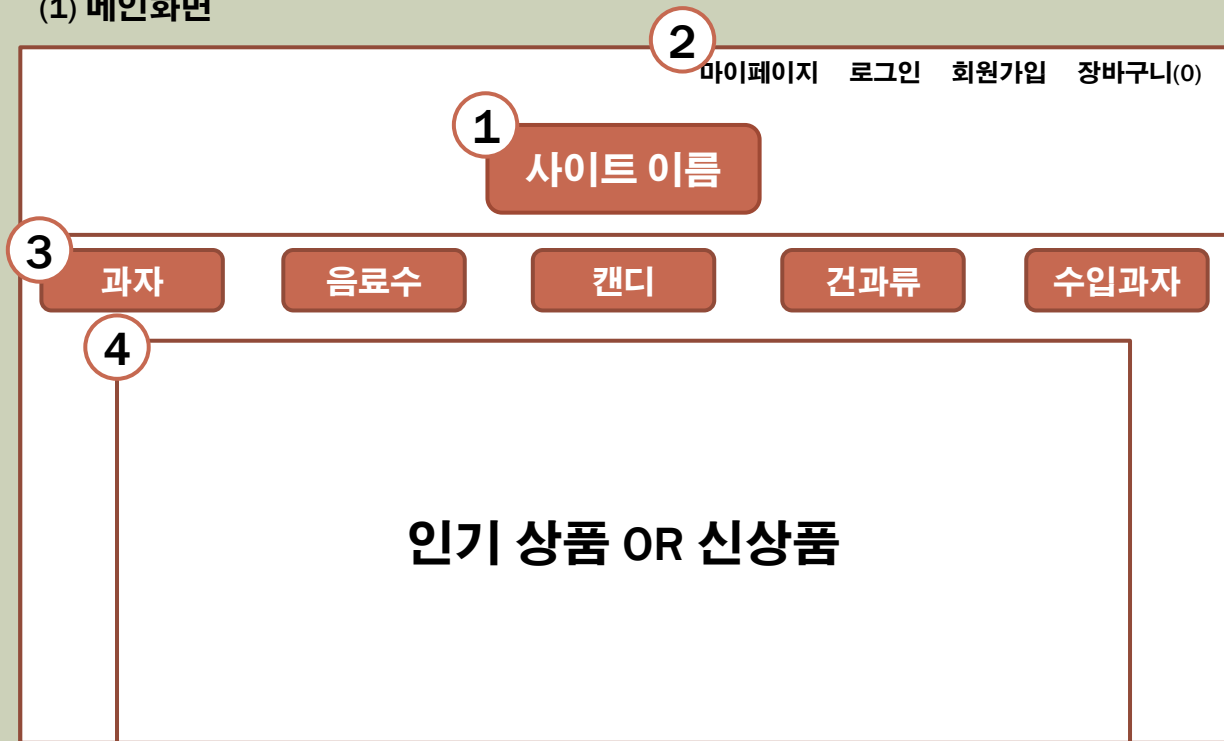 (1) 메인화면
2
마이페이지 로그인 회원가입 장바구니(0)
1
사이트 이름
3
과자 음료수 캔디 건과류 수입과자
4
인기 상품 OR 신상품